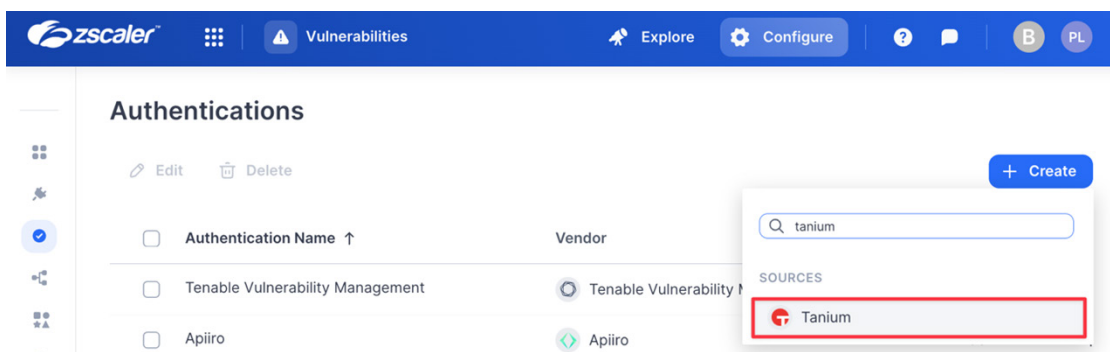 zscaler™
Vulnerabilities
Explore
Configure
?
B
PL
Authentications
Edit
Delete
+ Create
Authentication Name ↑
Vendor
tanium
SOURCES
Tanium
Tenable Vulnerability Management
Tenable Vulnerability
Apiiro
Apiiro